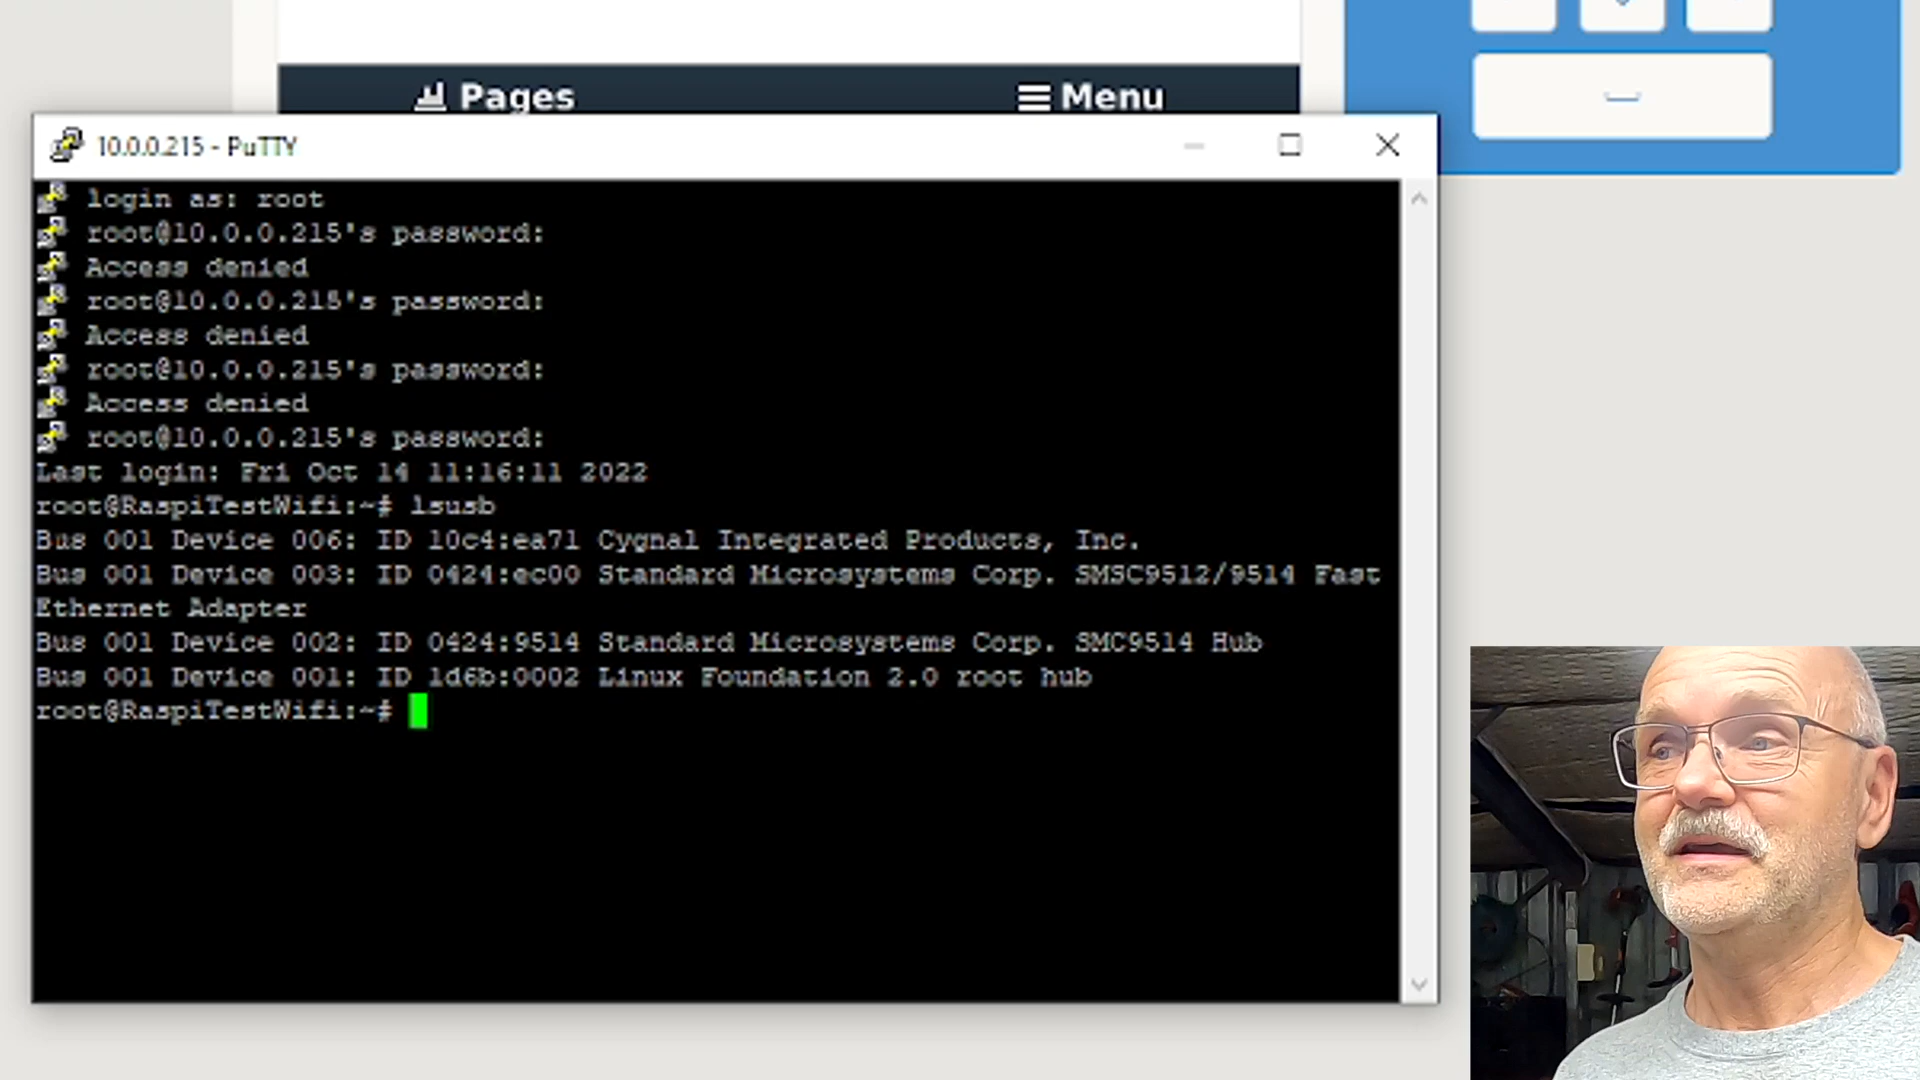 Pages
Menu
10.0.0.215 - PuTTY
login as: root
root@10.0.0.215's password:
Access denied
root@10.0.0.215's password:
Access denied
root@10.0.0.215's password:
Access denied
root@10.0.0.215's password:
Last login: Fri Oct 14 11:16:11 2022
root@RaspiTestWifi:~# lsusb
Bus 001 Device 006: ID 10c4:ea71 Cygnal Integrated Products, Inc.
Bus 001 Device 003: ID 0424:ec00 Standard Microsystems Corp. SMSC9512/9514 Fast
Ethernet Adapter
Bus 001 Device 002: ID 0424:9514 Standard Microsystems Corp. SMC9514 Hub
Bus 001 Device 001: ID 1d6b:0002 Linux Foundation 2.0 root hub
root@RaspiTestWifi:~#